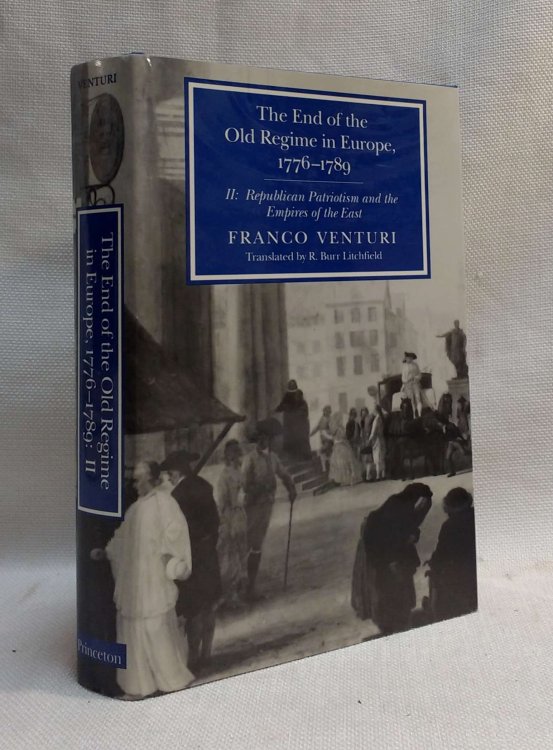 The End of the
Old Regime in Europe,
1776–1789
II: Republican Patriotism and the
Empires of the East
FRANCO VENTURI
Translated by R. Burr Litchfield
VENTURI
The End of the Old Regime
in Europe, 1776–1789: II
Princeton